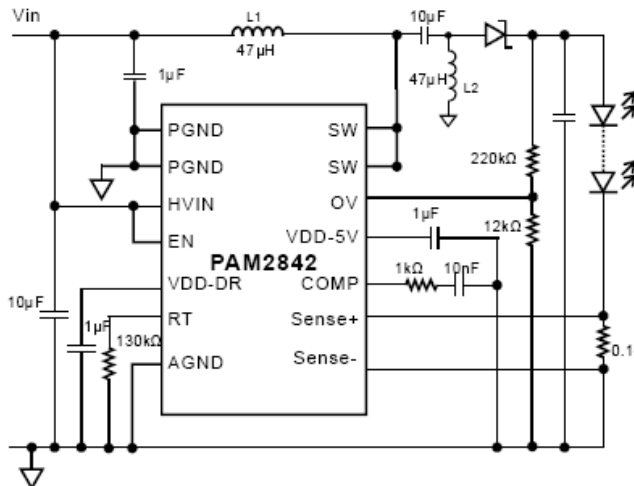 Vin
L1
47µH
10µF
47µH
L2
1µF
PGND
PGND
HVIN
EN
VDD-DR
RT
AGND
PAM2842
SW
SW
OV
VDD-5V
COMP
Sense+
Sense-
220kΩ
12kΩ
1µF
1kΩ
10nF
10µF
1µF
130kΩ
0.1